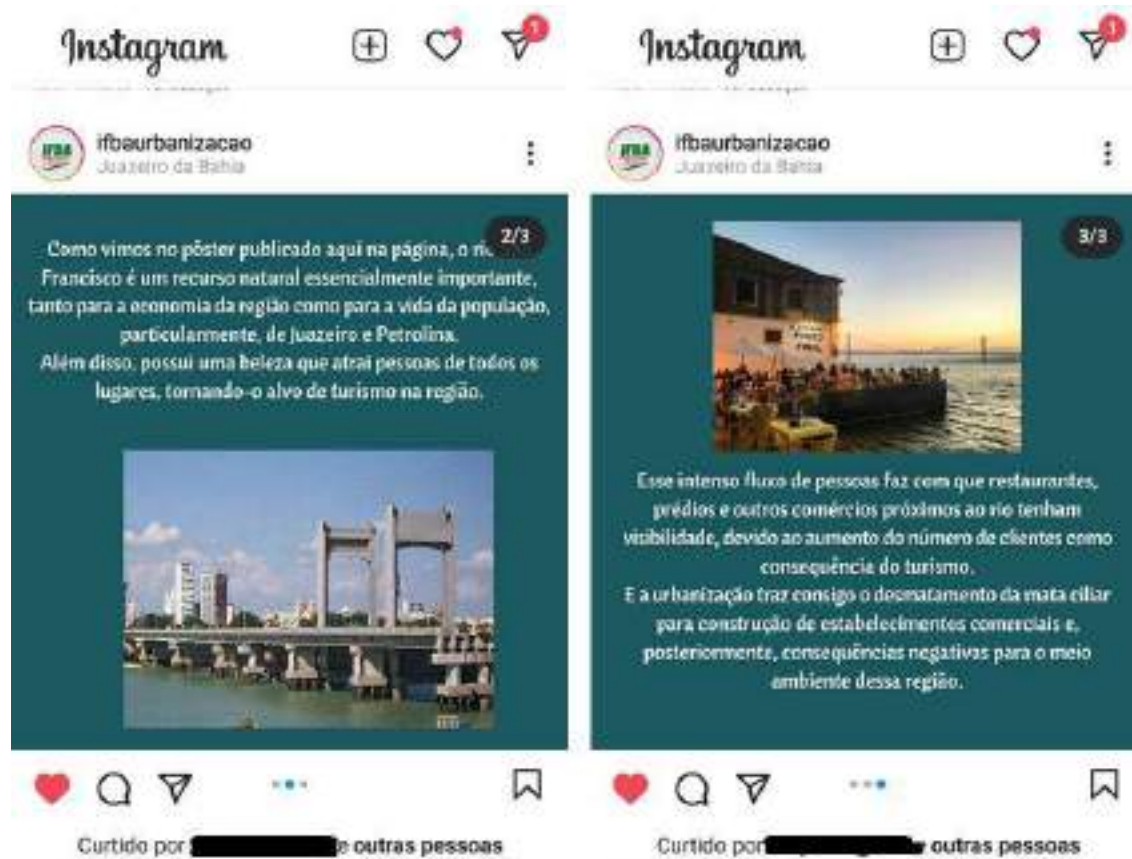 Instagram
1
ifbaurbanizacao
Juazeiro da Bahia
2/3
Como vimos no pôster publicado aqui na página, o
Francisco é um recurso natural essencialmente importante,
tanto para a economia da região como para a vida da população,
particularmente, de Juazeiro e Petrolina.
Além disso, possui uma beleza que atrai pessoas de todos os
lugares, tornando-o alvo de turismo na região.
Curtido por e outras pessoas
Instagram
1
ifbaurbanizacao
Juazeiro da Bahia
3/3
Esse intenso fluxo de pessoas faz com que restaurantes,
prédios e outros comércios próximos ao rio tenham
visibilidade, devido ao aumento do número de clientes como
consequência do turismo.
E a urbanização traz consigo o desmatamento da mata ciliar
para construção de estabelecimentos comerciais e,
posteriormente, consequências negativas para o meio
ambiente dessa região.
Curtido por outras pessoas